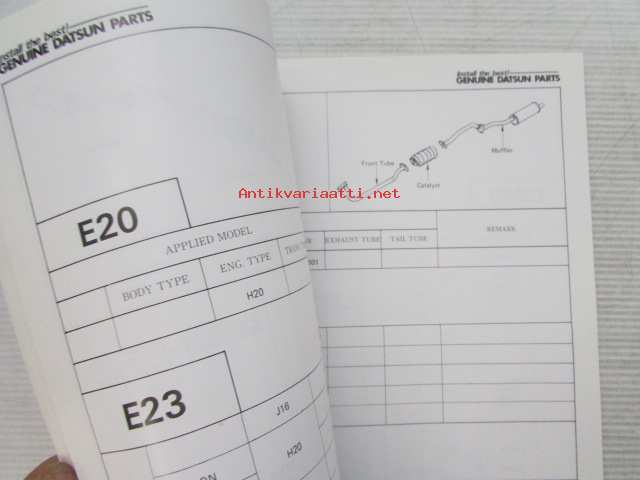 Install the best!
GENUINE DATSUN PARTS
E20
APPLIED MODEL
BODY TYPE
ENG. TYPE
H20
E23
J16
H20
Install the best!
GENUINE DATSUN PARTS
Muffler
Front Tube
Catalyst
Antikvariaatti.net
EXHAUST TUBE
TAIL TUBE
REMARK